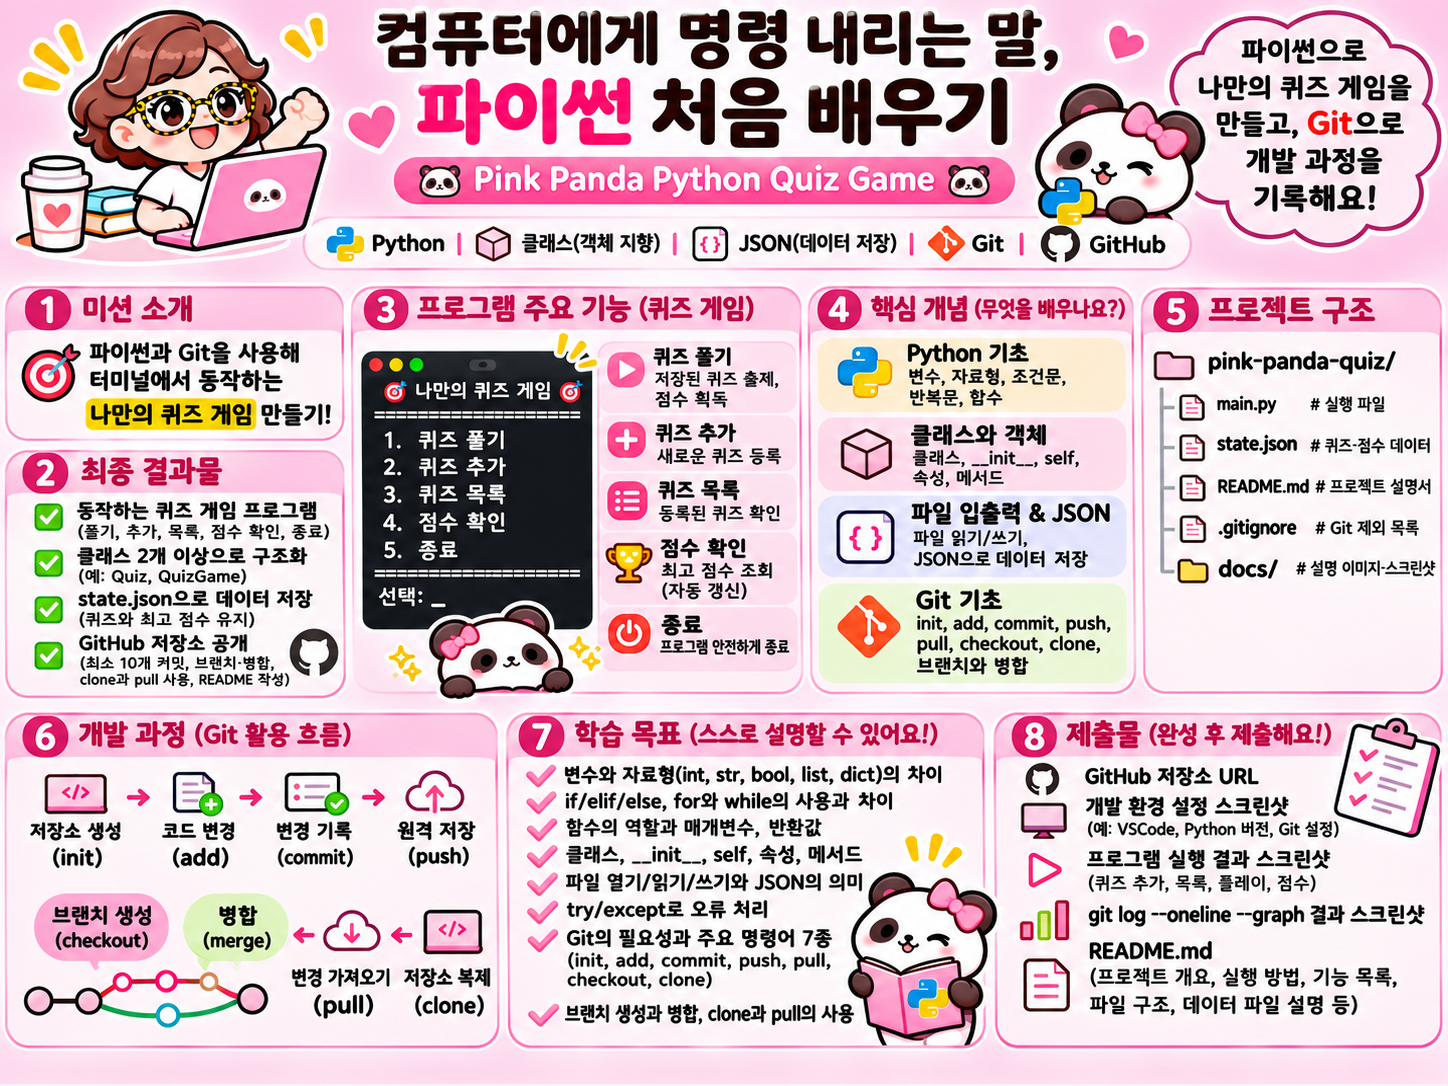 컴퓨터에게 명령 내리는 말,
파이썬 처음 배우기
Pink Panda Python Quiz Game
파이썬으로
나만의 퀴즈 게임을
만들고, Git으로
개발 과정을
기록해요!
Python | 클래스(객체 지향) | { } JSON(데이터 저장) | Git | GitHub
1 미션 소개
파이썬과 Git을 사용해
터미널에서 동작하는
나만의 퀴즈 게임 만들기!
2 최종 결과물
동작하는 퀴즈 게임 프로그램
(풀기, 추가, 목록, 점수 확인, 종료)
클래스 2개 이상으로 구조화
(예: Quiz, QuizGame)
state.json으로 데이터 저장
(퀴즈와 최고 점수 유지)
GitHub 저장소 공개
(최소 10개 커밋, 브랜치·병합,
clone과 pull 사용, README 작성)
3 프로그램 주요 기능 (퀴즈 게임)
나만의 퀴즈 게임
====================
1. 퀴즈 풀기
2. 퀴즈 추가
3. 퀴즈 목록
4. 점수 확인
5. 종료
====================
선택: _
퀴즈 풀기
저장된 퀴즈 출제,
점수 획득
퀴즈 추가
새로운 퀴즈 등록
퀴즈 목록
등록된 퀴즈 확인
점수 확인
최고 점수 조회
(자동 갱신)
종료
프로그램 안전하게 종료
4 핵심 개념 (무엇을 배우나요?)
Python 기초
변수, 자료형, 조건문,
반복문, 함수
클래스와 객체
클래스, __init__, self,
속성, 메서드
{ }
파일 입출력 & JSON
파일 읽기/쓰기,
JSON으로 데이터 저장
Git 기초
init, add, commit, push,
pull, checkout, clone,
브랜치와 병합
5 프로젝트 구조
pink-panda-quiz/
main.py # 실행 파일
state.json # 퀴즈·점수 데이터
README.md # 프로젝트 설명서
.gitignore # Git 제외 목록
docs/ # 설명 이미지·스크린샷
6 개발 과정 (Git 활용 흐름)
</>
저장소 생성
(init)
코드 변경
(add)
변경 기록
(commit)
원격 저장
(push)
브랜치 생성
(checkout)
병합
(merge)
변경 가져오기
(pull)
</>
저장소 복제
(clone)
7 학습 목표 (스스로 설명할 수 있어요!)
변수와 자료형(int, str, bool, list, dict)의 차이
if/elif/else, for와 while의 사용과 차이
함수의 역할과 매개변수, 반환값
클래스, __init__, self, 속성, 메서드
파일 열기/읽기/쓰기와 JSON의 의미
try/except로 오류 처리
Git의 필요성과 주요 명령어 7종
(init, add, commit, push, pull,
checkout, clone)
브랜치 생성과 병합, clone과 pull의 사용
8 제출물 (완성 후 제출해요!)
GitHub 저장소 URL
개발 환경 설정 스크린샷
(예: VSCode, Python 버전, Git 설정)
프로그램 실행 결과 스크린샷
(퀴즈 추가, 목록, 플레이, 점수)
git log --oneline --graph 결과 스크린샷
README.md
(프로젝트 개요, 실행 방법, 기능 목록,
파일 구조, 데이터 파일 설명 등)